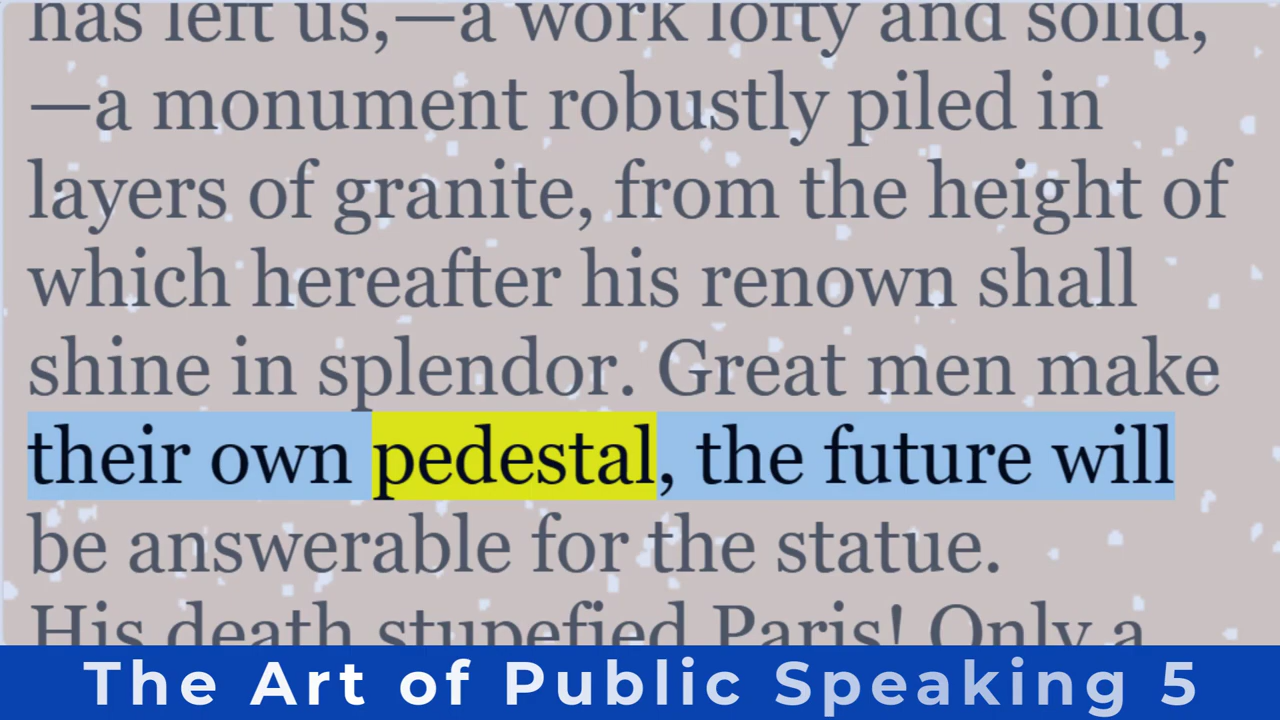 has left us,—a work lofty and solid,
—a monument robustly piled in
layers of granite, from the height of
which hereafter his renown shall
shine in splendor. Great men make
their own pedestal, the future will
be answerable for the statue.
His death stupefied Paris! Only a
The Art of Public Speaking 5